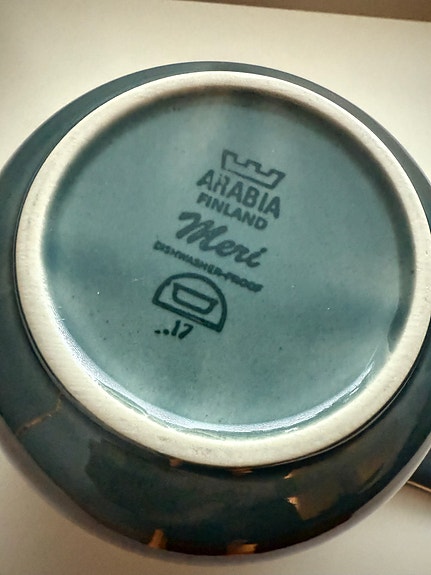 ARABIA
FINLAND
Meri
DISHWASHER-PROOF
..17